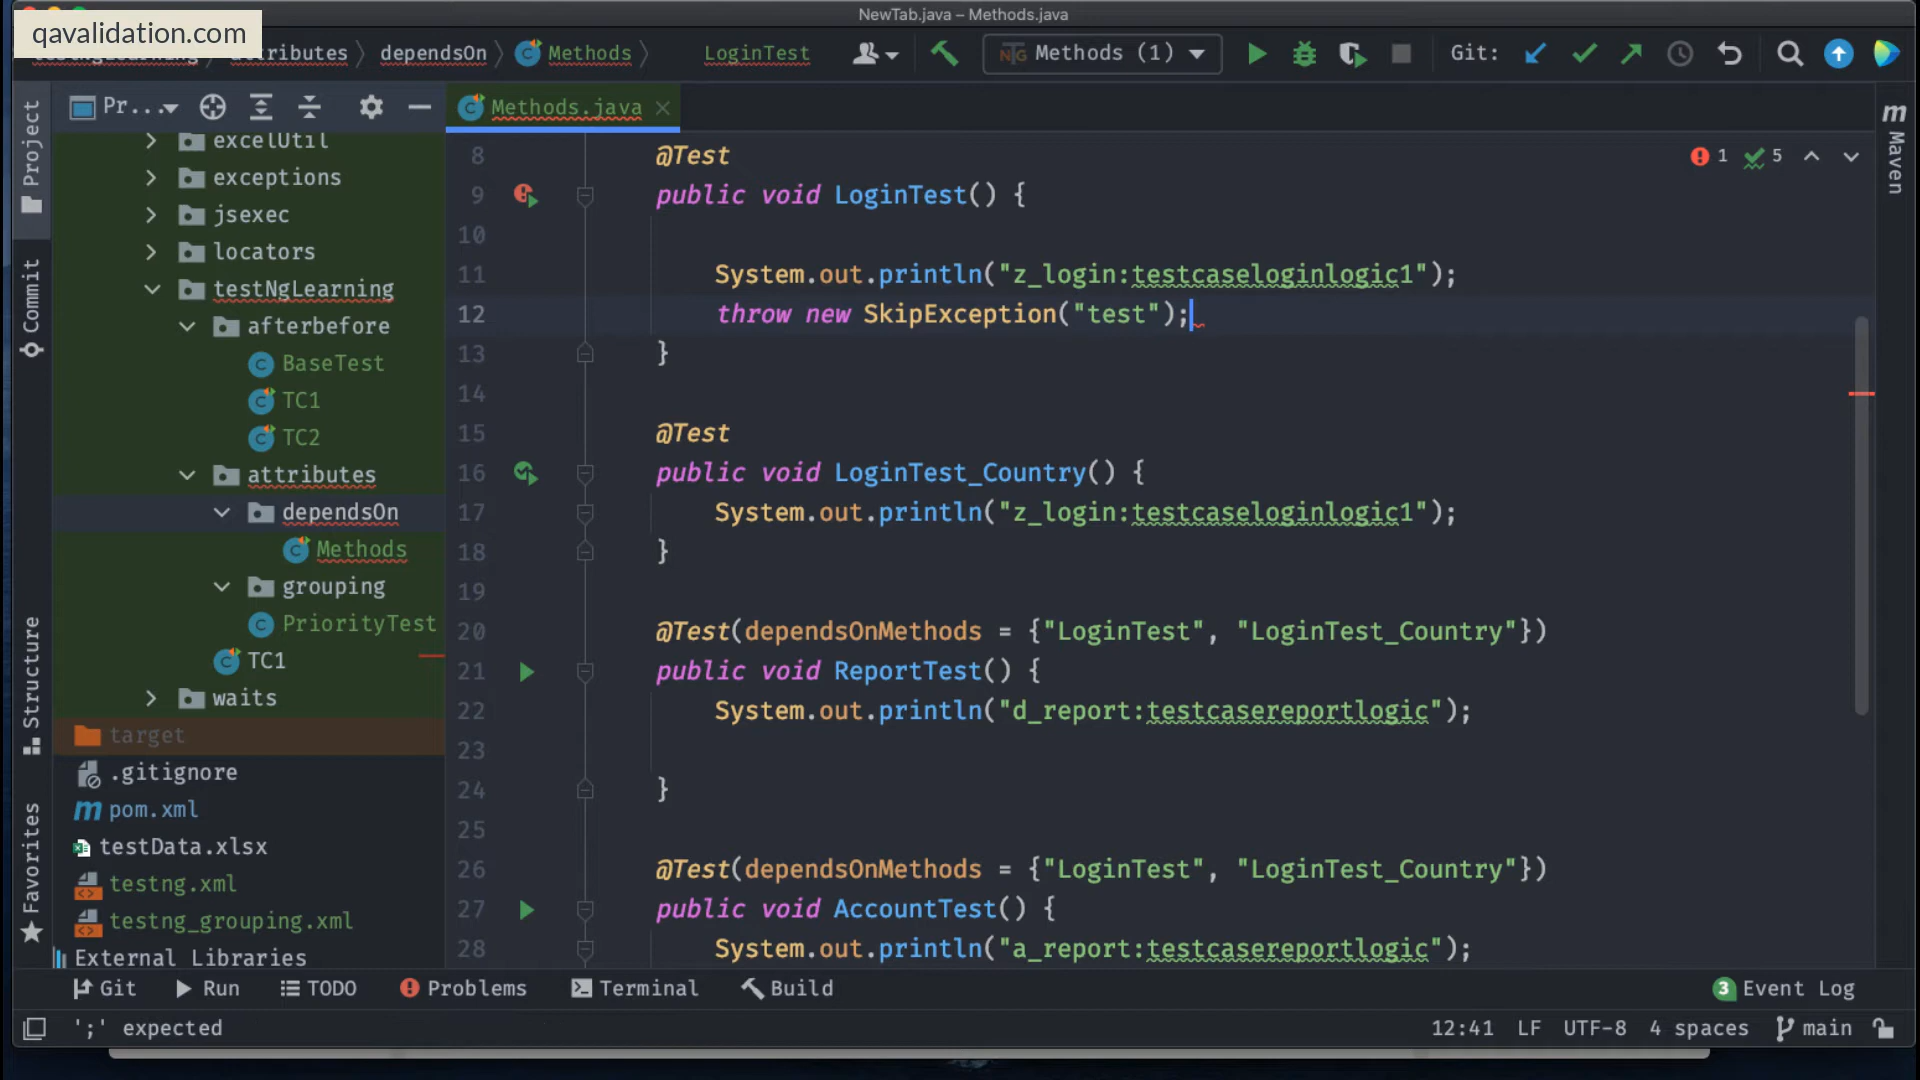 NewTab.java – Methods.java
qavalidation.com
testNgLearning attributes dependsOn Methods LoginTest Methods (1) Git:
Pr... Methods.java
Project
Commit
Structure
Favorites
excelUtil
exceptions
jsexec
locators
testNgLearning
afterbefore
BaseTest
TC1
TC2
attributes
dependsOn
Methods
grouping
PriorityTest
TC1
waits
target
.gitignore
pom.xml
testData.xlsx
testng.xml
testng_grouping.xml
External Libraries
8 @Test
9 public void LoginTest() {
10
11 System.out.println("z_login:testcaseloginlogic1");
12 throw new SkipException("test");
13 }
14
15 @Test
16 public void LoginTest_Country() {
17 System.out.println("z_login:testcaseloginlogic1");
18 }
19
20 @Test(dependsOnMethods = {"LoginTest", "LoginTest_Country"})
21 public void ReportTest() {
22 System.out.println("d_report:testcasereportlogic");
23
24 }
25
26 @Test(dependsOnMethods = {"LoginTest", "LoginTest_Country"})
27 public void AccountTest() {
28 System.out.println("a_report:testcasereportlogic");
1 5
m Maven
Git Run TODO Problems Terminal Build 3 Event Log
';' expected 12:41 LF UTF-8 4 spaces main